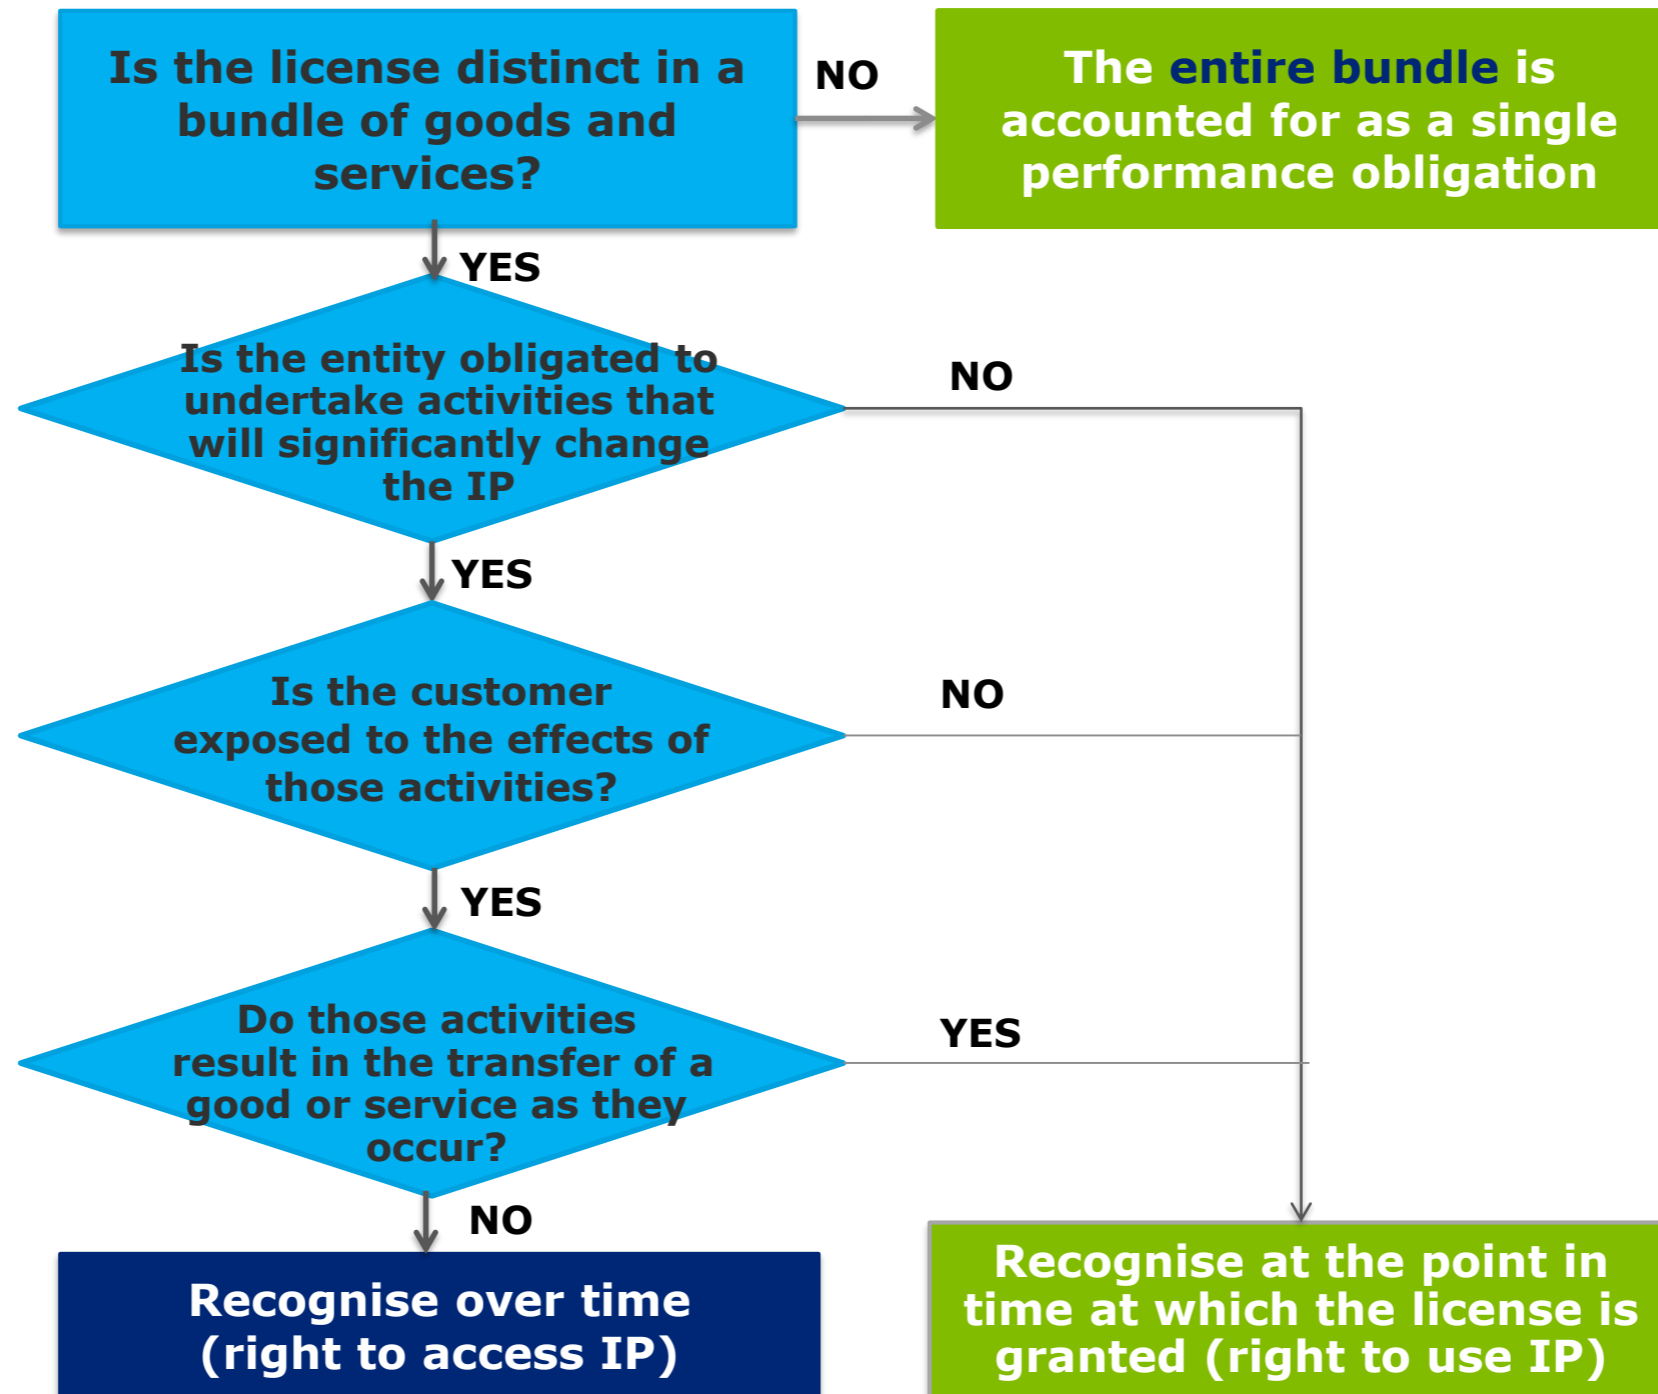 Is the license distinct in a
bundle of goods and
services?
NO
The entire bundle is
accounted for as a single
performance obligation
YES
Is the entity obligated to
undertake activities that
will significantly change
the IP
NO
YES
Is the customer
exposed to the effects of
those activities?
NO
YES
Do those activities
result in the transfer of a
good or service as they
occur?
YES
NO
Recognise over time
(right to access IP)
Recognise at the point in
time at which the license is
granted (right to use IP)